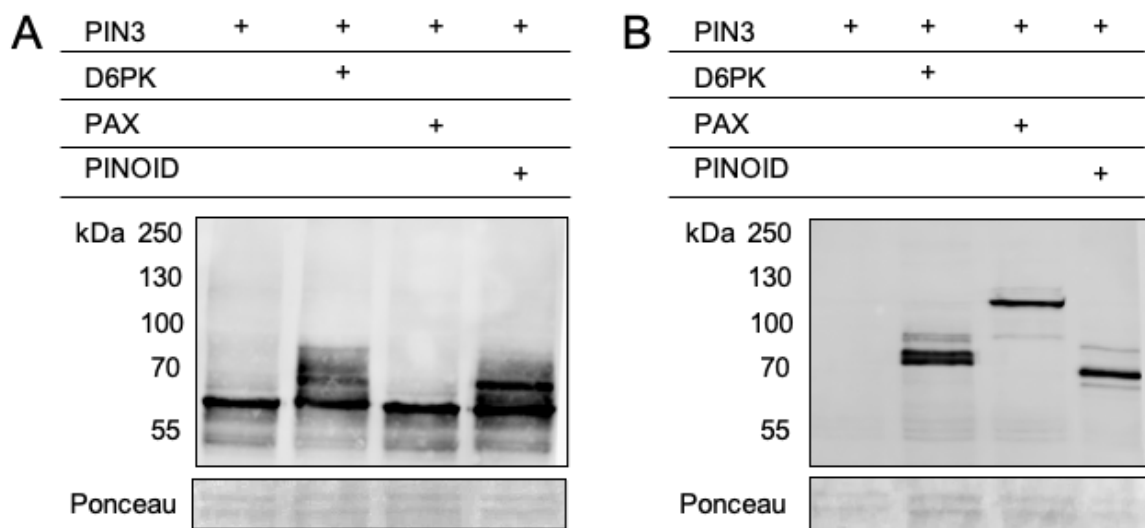 A
PIN3 + + + +
D6PK +
PAX +
PINOID +
kDa 250
130
100
70
55
Ponceau
B
PIN3 + + + +
D6PK +
PAX +
PINOID +
kDa 250
130
100
70
55
Ponceau